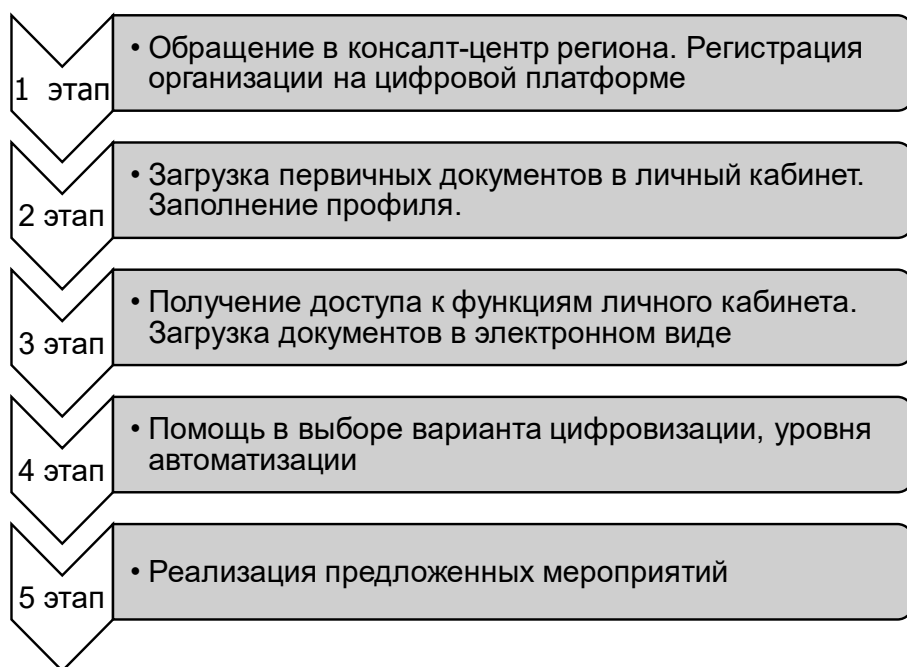 1 этап
• Обращение в консалт-центр региона. Регистрация
организации на цифровой платформе
2 этап
• Загрузка первичных документов в личный кабинет.
Заполнение профиля.
3 этап
• Получение доступа к функциям личного кабинета.
Загрузка документов в электронном виде
4 этап
• Помощь в выборе варианта цифровизации, уровня
автоматизации
5 этап
• Реализация предложенных мероприятий